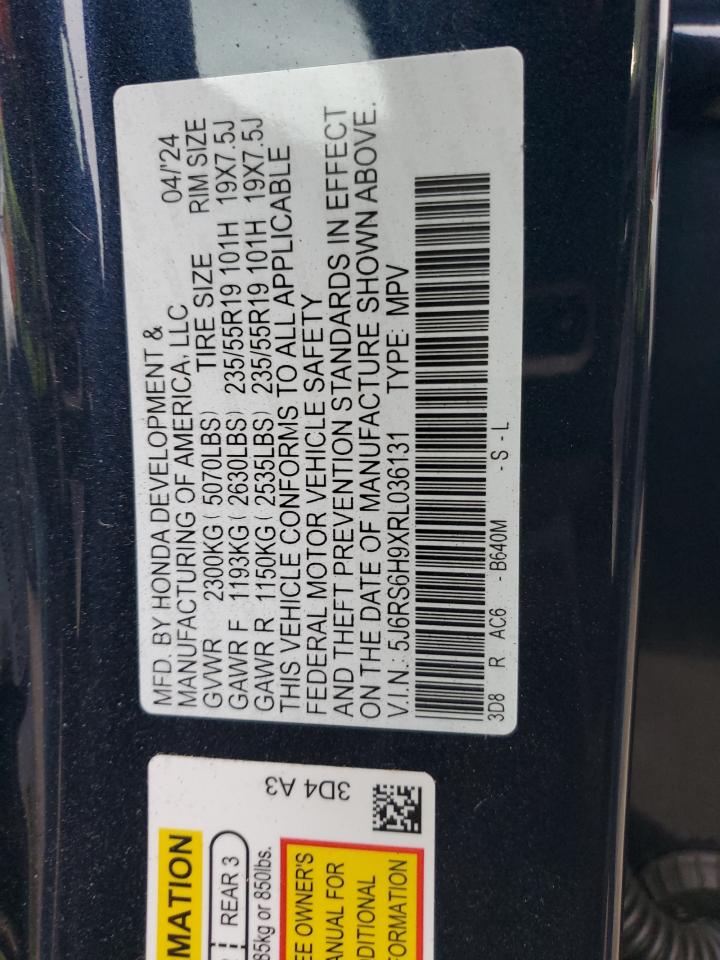 MFD. BY HONDA DEVELOPMENT &
MANUFACTURING OF AMERICA, LLC 04/'24
GVWR 2300KG ( 5070LBS) TIRE SIZE RIM SIZE
GAWR F 1193KG ( 2630LBS) 235/55R19 101H 19X7.5J
GAWR R 1150KG ( 2535LBS) 235/55R19 101H 19X7.5J
THIS VEHICLE CONFORMS TO ALL APPLICABLE
FEDERAL MOTOR VEHICLE SAFETY
AND THEFT PREVENTION STANDARDS IN EFFECT
ON THE DATE OF MANUFACTURE SHOWN ABOVE.
V.I.N.: 5J6RS6H9XRL036131 TYPE: MPV
3D8 R AC6 - B640M - S - L
3D4 A3
MATION
REAR 3
85kg or 850lbs.
EE OWNER'S
ANUAL FOR
DDITIONAL
FORMATION